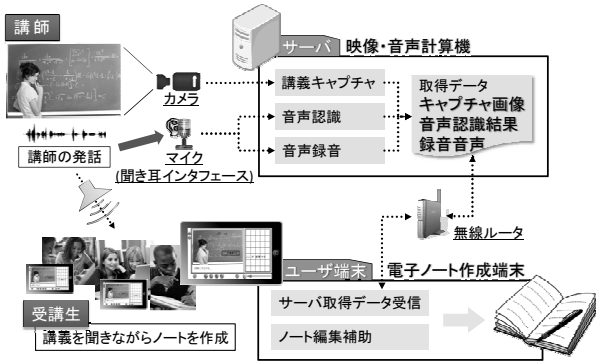 講師
サーバ 映像・音声計算機
カメラ
講義キャプチャ
音声認識
音声録音
取得データ
キャプチャ画像
音声認識結果
録音音声
講師の発話
マイク
(聞き耳インタフェース)
無線ルータ
ユーザ端末 電子ノート作成端末
サーバ取得データ受信
ノート編集補助
受講生
講義を聞きながらノートを作成